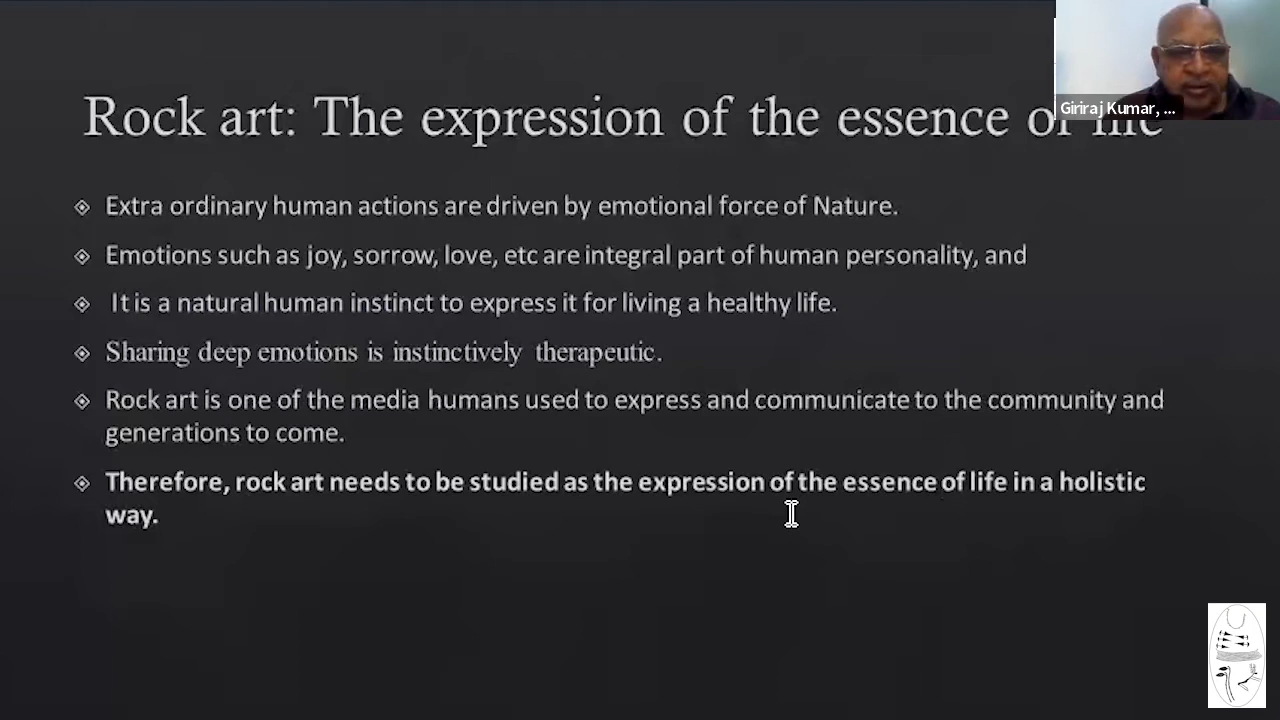 Giriraj Kumar, ...
Rock art: The expression of the essence of life
Extra ordinary human actions are driven by emotional force of Nature.
Emotions such as joy, sorrow, love, etc are integral part of human personality, and
It is a natural human instinct to express it for living a healthy life.
Sharing deep emotions is instinctively therapeutic.
Rock art is one of the media humans used to express and communicate to the community and
generations to come.
Therefore, rock art needs to be studied as the expression of the essence of life in a holistic
way.